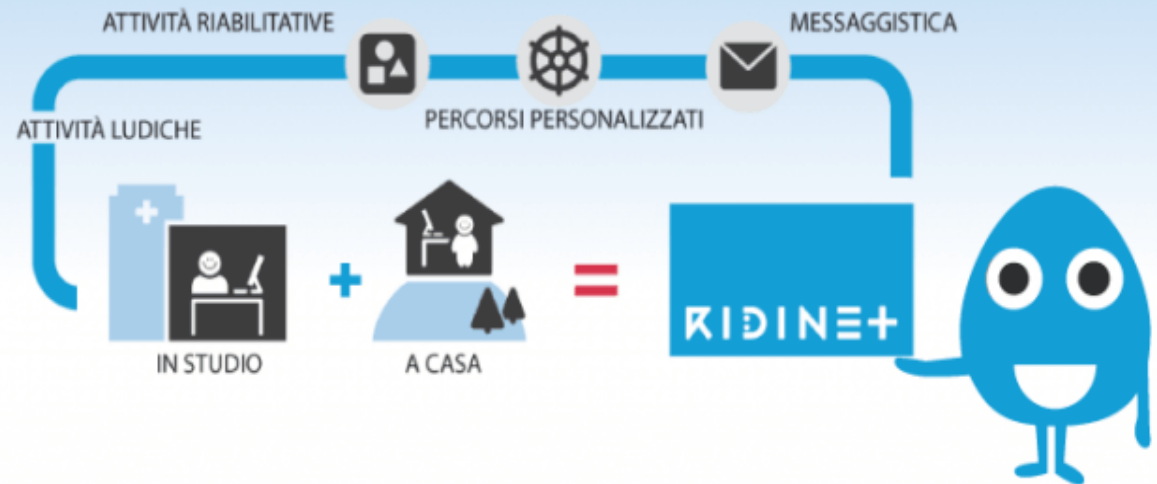 ATTIVITÀ RIABILITATIVE
MESSAGGISTICA
PERCORSI PERSONALIZZATI
ATTIVITÀ LUDICHE
RIDINET
IN STUDIO
A CASA